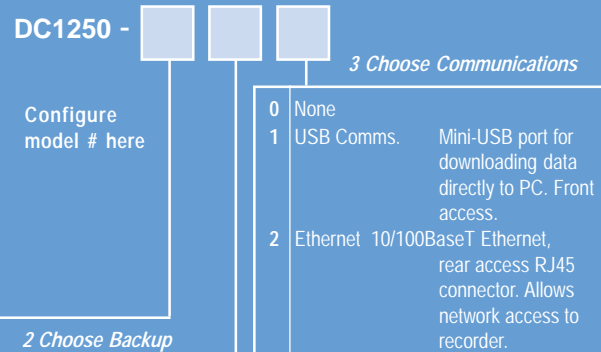 DC1250 -
3 Choose Communications
Configure
model # here
0 None
1 USB Comms. Mini-USB port for
downloading data
directly to PC. Front
access.
2 Ethernet 10/100BaseT Ethernet,
rear access RJ45
connector. Allows
network access to
recorder.
2 Choose Backup